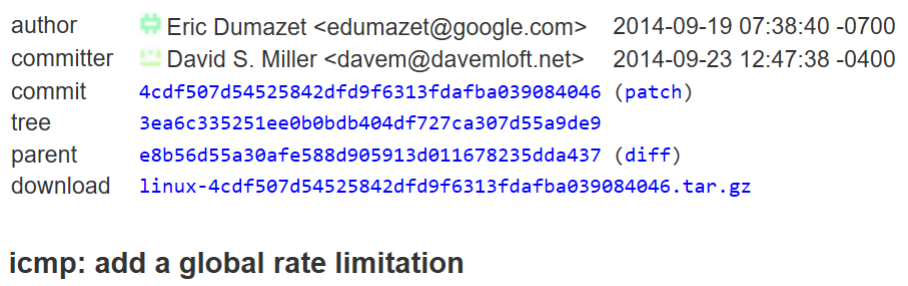 author Eric Dumazet <edumazet@google.com> 2014-09-19 07:38:40 -0700
committer David S. Miller <davem@davemloft.net> 2014-09-23 12:47:38 -0400
commit 4cdf507d54525842dfd9f6313fdafba039084046 (patch)
tree 3ea6c335251ee0b0bdb404df727ca307d55a9de9
parent e8b56d55a30afe588d905913d011678235dda437 (diff)
download linux-4cdf507d54525842dfd9f6313fdafba039084046.tar.gz
icmp: add a global rate limitation